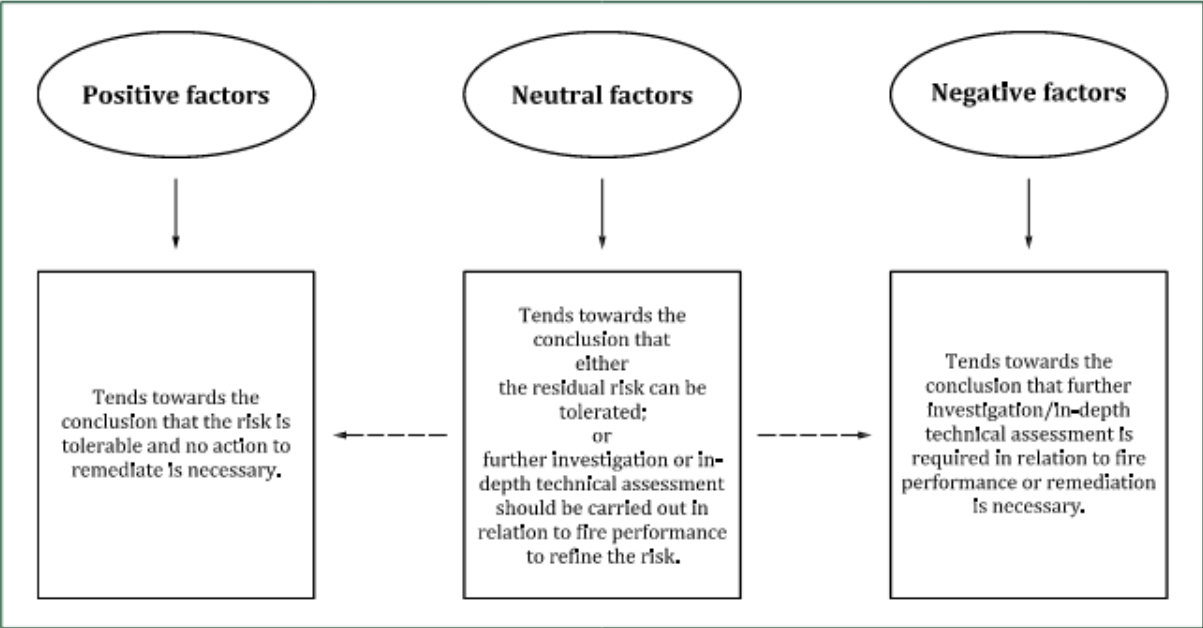 Positive factors
Neutral factors
Negative factors
Tends towards the
conclusion that the risk is
tolerable and no action to
remediate is necessary.
Tends towards the
conclusion that
either
the residual risk can be
tolerated;
or
further investigation or in-
depth technical assessment
should be carried out in
relation to fire performance
to refine the risk.
Tends towards the
conclusion that further
investigation/in-depth
technical assessment is
required in relation to fire
performance or remediation
is necessary.